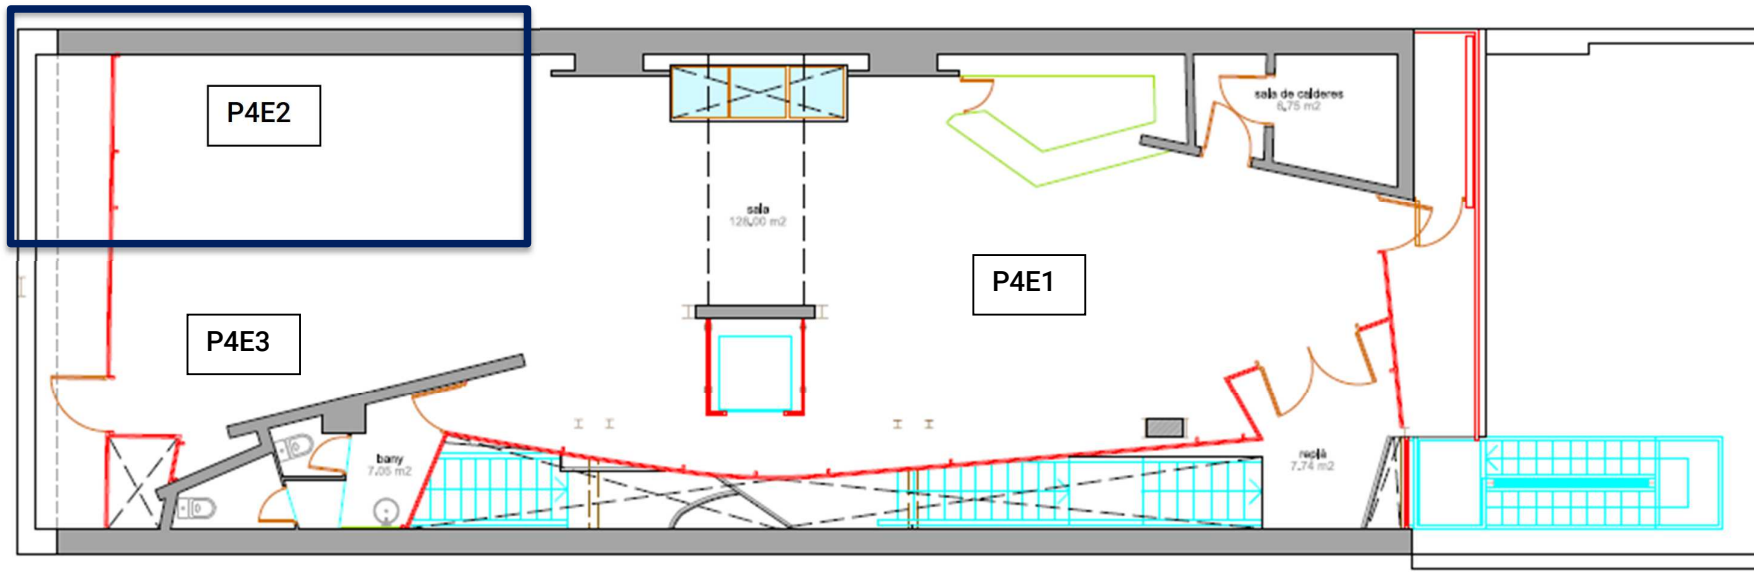 P4E2
sala de calderes
6,75 m2
sala
128,00 m2
P4E1
P4E3
bany
7,05 m2
replà
7,74 m2